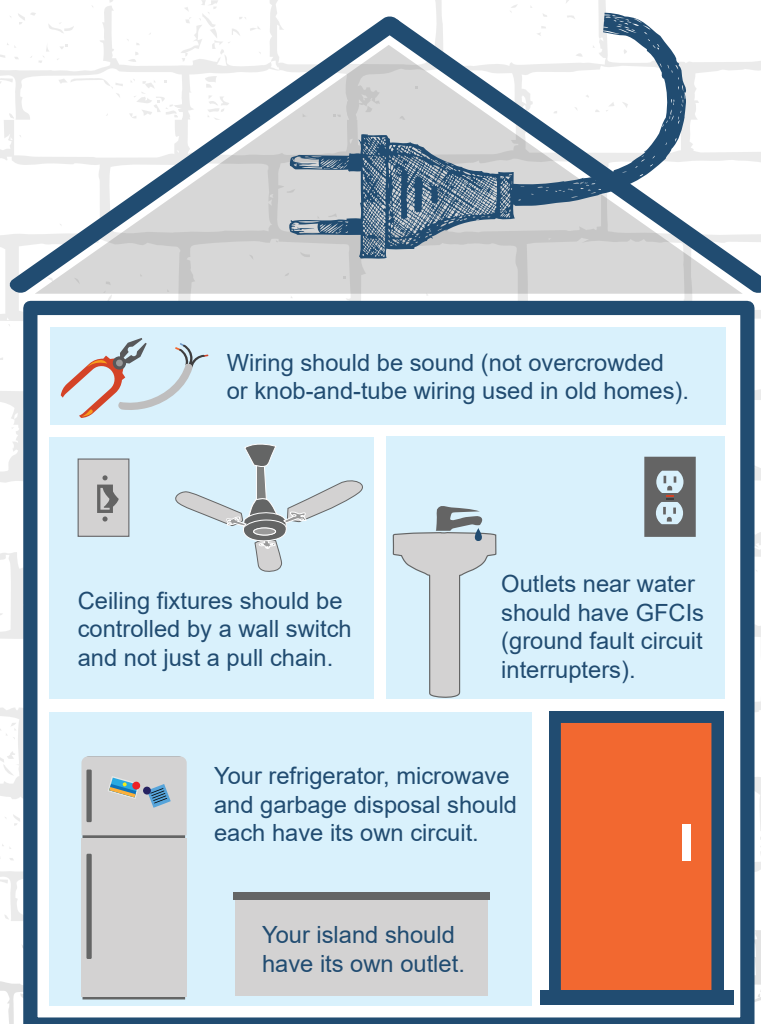 Wiring should be sound (not overcrowded
or knob-and-tube wiring used in old homes).
Ceiling fixtures should be
controlled by a wall switch
and not just a pull chain.
Outlets near water
should have GFCIs
(ground fault circuit
interrupters).
Your refrigerator, microwave
and garbage disposal should
each have its own circuit.
Your island should
have its own outlet.